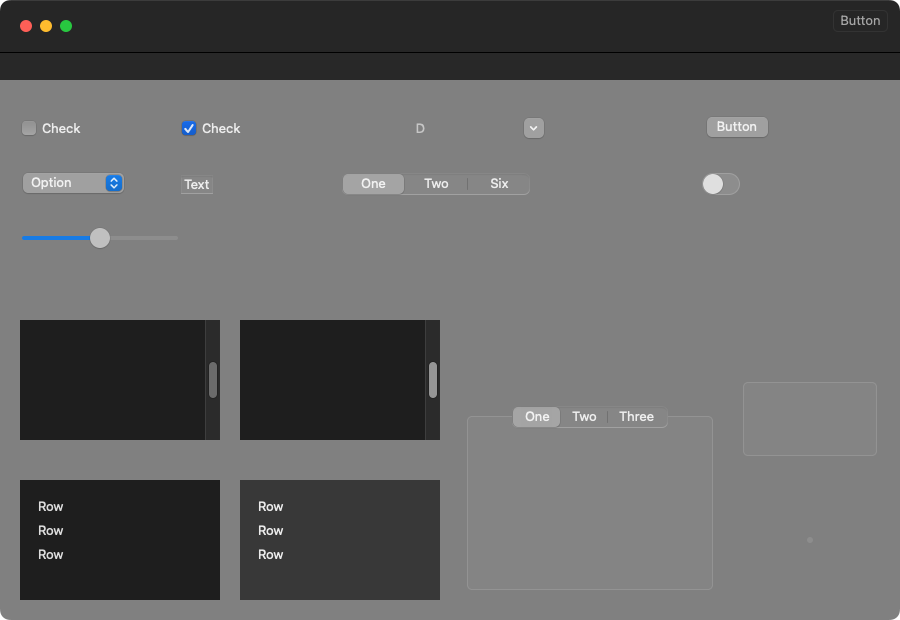 Button
Check
Check
D
Button
Option
Text
One
Two
Six
One
Two
Three
Row
Row
Row
Row
Row
Row